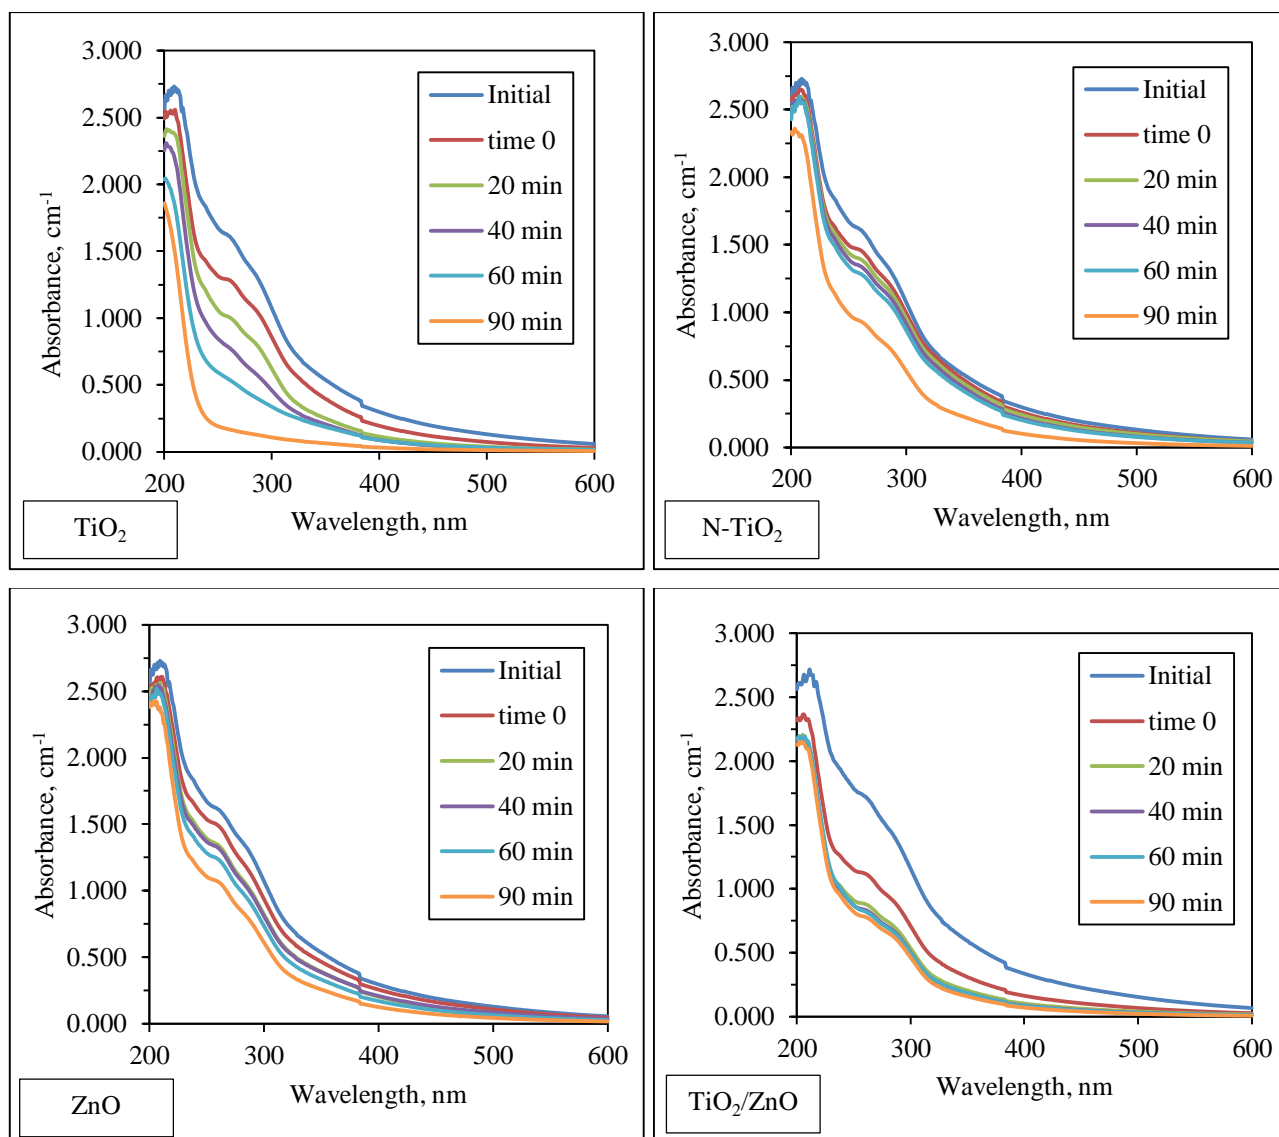 3.000
2.500
2.000
1.500
1.000
0.500
0.000
Absorbance, cm-1
200 300 400 500 600
Wavelength, nm
Initial
time 0
20 min
40 min
60 min
90 min
TiO2
3.000
2.500
2.000
1.500
1.000
0.500
0.000
Absorbance, cm-1
200 300 400 500 600
Wavelength, nm
Initial
time 0
20 min
40 min
60 min
90 min
N-TiO2
3.000
2.500
2.000
1.500
1.000
0.500
0.000
Absorbance, cm-1
200 300 400 500 600
Wavelength, nm
Initial
time 0
20 min
40 min
60 min
90 min
ZnO
3.000
2.500
2.000
1.500
1.000
0.500
0.000
Absorbance, cm-1
200 300 400 500 600
Wavelength, nm
Initial
time 0
20 min
40 min
60 min
90 min
TiO2/ZnO